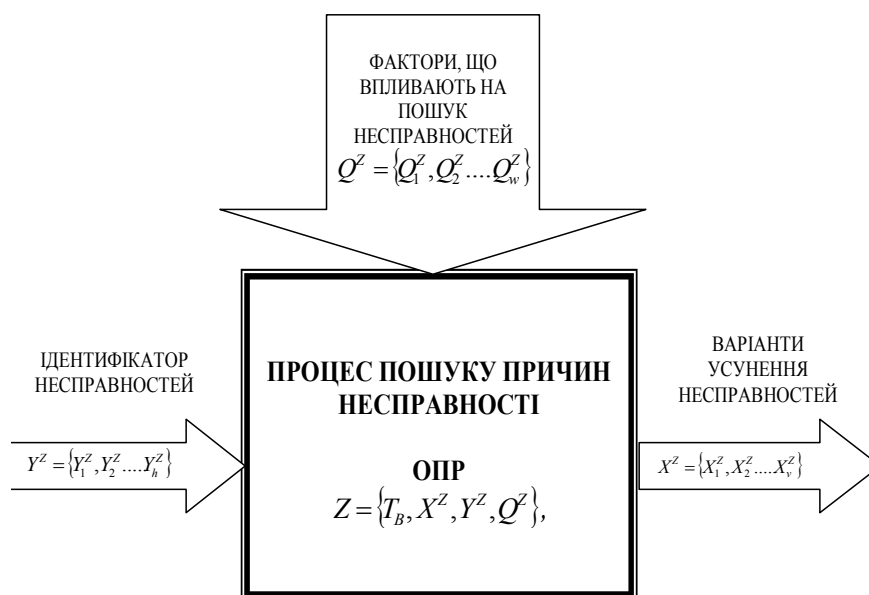 ФАКТОРИ, ЩО
ВПЛИВАЮТЬ НА
ПОШУК
НЕСПРАВНОСТЕЙ
Q^Z = {Q_1^Z, Q_2^Z .... Q_w^Z}
ІДЕНТИФІКАТОР
НЕСПРАВНОСТЕЙ
Y^Z = {Y_1^Z, Y_2^Z .... Y_h^Z}
ПРОЦЕС ПОШУКУ ПРИЧИН
НЕСПРАВНОСТІ
ОПР
Z = {T_B, X^Z, Y^Z, Q^Z},
ВАРІАНТИ
УСУНЕННЯ
НЕСПРАВНОСТЕЙ
X^Z = {X_1^Z, X_2^Z .... X_v^Z}